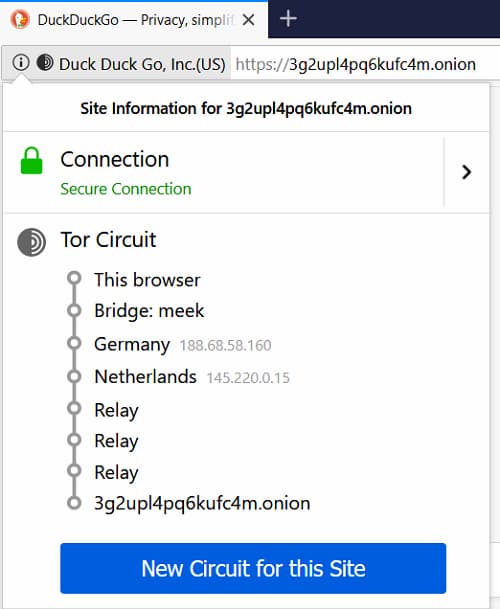 DuckDuckGo — Privacy, simplif
Duck Duck Go, Inc.(US) https://3g2upl4pq6kufc4m.onion
Site Information for 3g2upl4pq6kufc4m.onion
Connection
Secure Connection
Tor Circuit
This browser
Bridge: meek
Germany 188.68.58.160
Netherlands 145.220.0.15
Relay
Relay
Relay
3g2upl4pq6kufc4m.onion
New Circuit for this Site